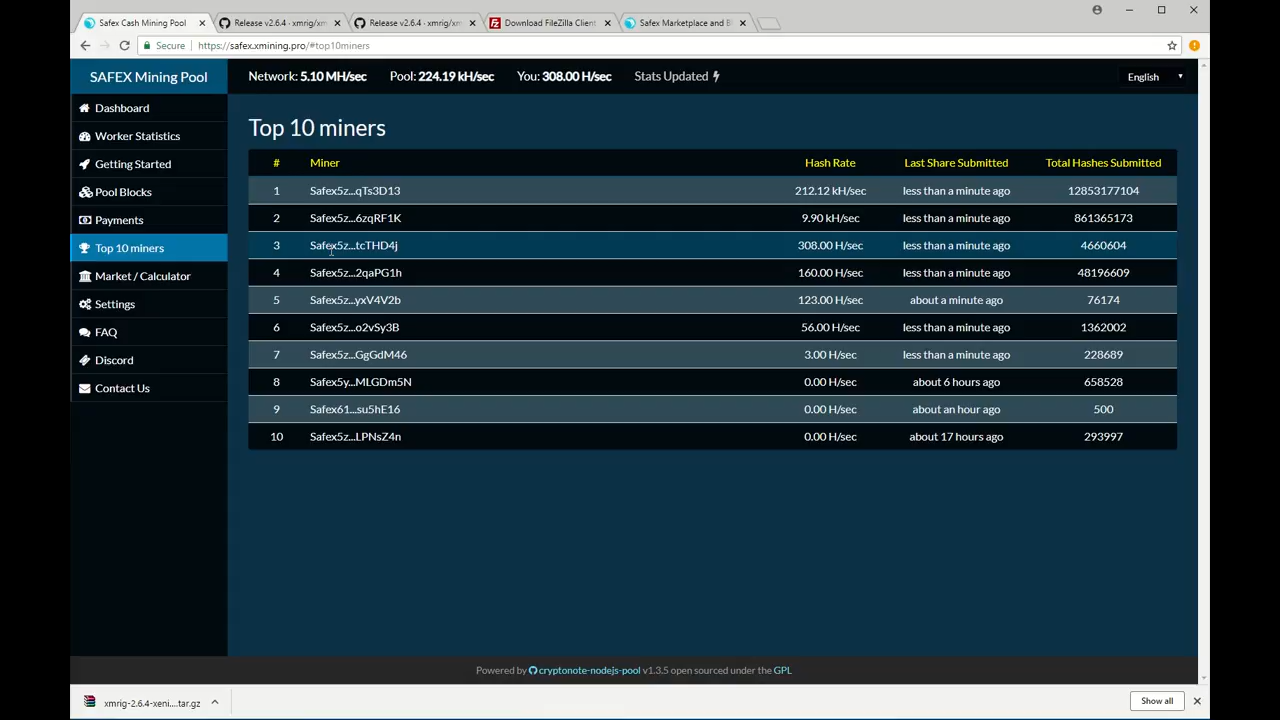 Safex Cash Mining Pool
Release v2.6.4 · xmrig/xm
Release v2.6.4 · xmrig/xm
Download FileZilla Client
Safex Marketplace and B
Secure https://safex.xmining.pro/#top10miners
SAFEX Mining Pool
Network: 5.10 MH/sec Pool: 224.19 kH/sec You: 308.00 H/sec Stats Updated
English
Dashboard
Worker Statistics
Getting Started
Pool Blocks
Payments
Top 10 miners
Market / Calculator
Settings
FAQ
Discord
Contact Us
Top 10 miners
# Miner Hash Rate Last Share Submitted Total Hashes Submitted
1 Safex5z...qTs3D13 212.12 kH/sec less than a minute ago 12853177104
2 Safex5z...6zqRF1K 9.90 kH/sec less than a minute ago 861365173
3 Safex5z...tcTHD4j 308.00 H/sec less than a minute ago 4660604
4 Safex5z...2qaPG1h 160.00 H/sec less than a minute ago 48196609
5 Safex5z...yxV4V2b 123.00 H/sec about a minute ago 76174
6 Safex5z...o2vSy3B 56.00 H/sec less than a minute ago 1362002
7 Safex5z...GgGdM46 3.00 H/sec less than a minute ago 228689
8 Safex5y...MLGDm5N 0.00 H/sec about 6 hours ago 658528
9 Safex61...su5hE16 0.00 H/sec about an hour ago 500
10 Safex5z...LPNsZ4n 0.00 H/sec about 17 hours ago 293997
Powered by cryptonote-nodejs-pool v1.3.5 open sourced under the GPL
xmrig-2.6.4-xeni....tar.gz
Show all